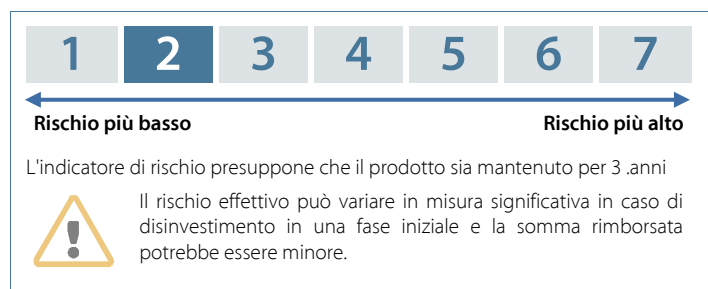 1 2 3 4 5 6 7
Rischio più basso Rischio più alto
L'indicatore di rischio presuppone che il prodotto sia mantenuto per 3 .anni
Il rischio effettivo può variare in misura significativa in caso di
disinvestimento in una fase iniziale e la somma rimborsata
potrebbe essere minore.